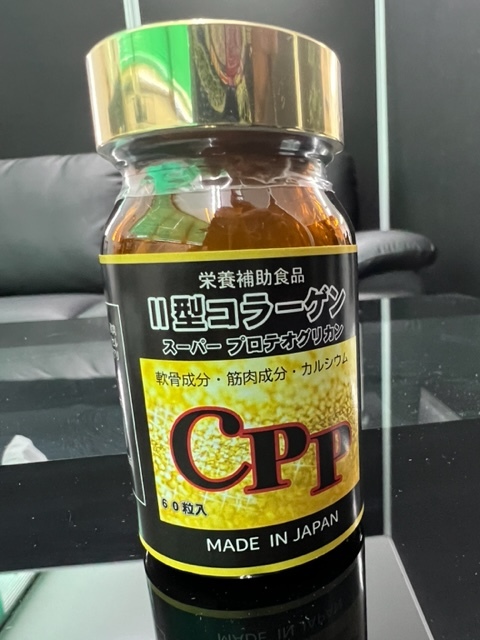 栄養補助食品
II型コラーゲン
スーパー プロテオグリカン
軟骨成分・筋肉成分・カルシウム
CPP
60粒入
MADE IN JAPAN